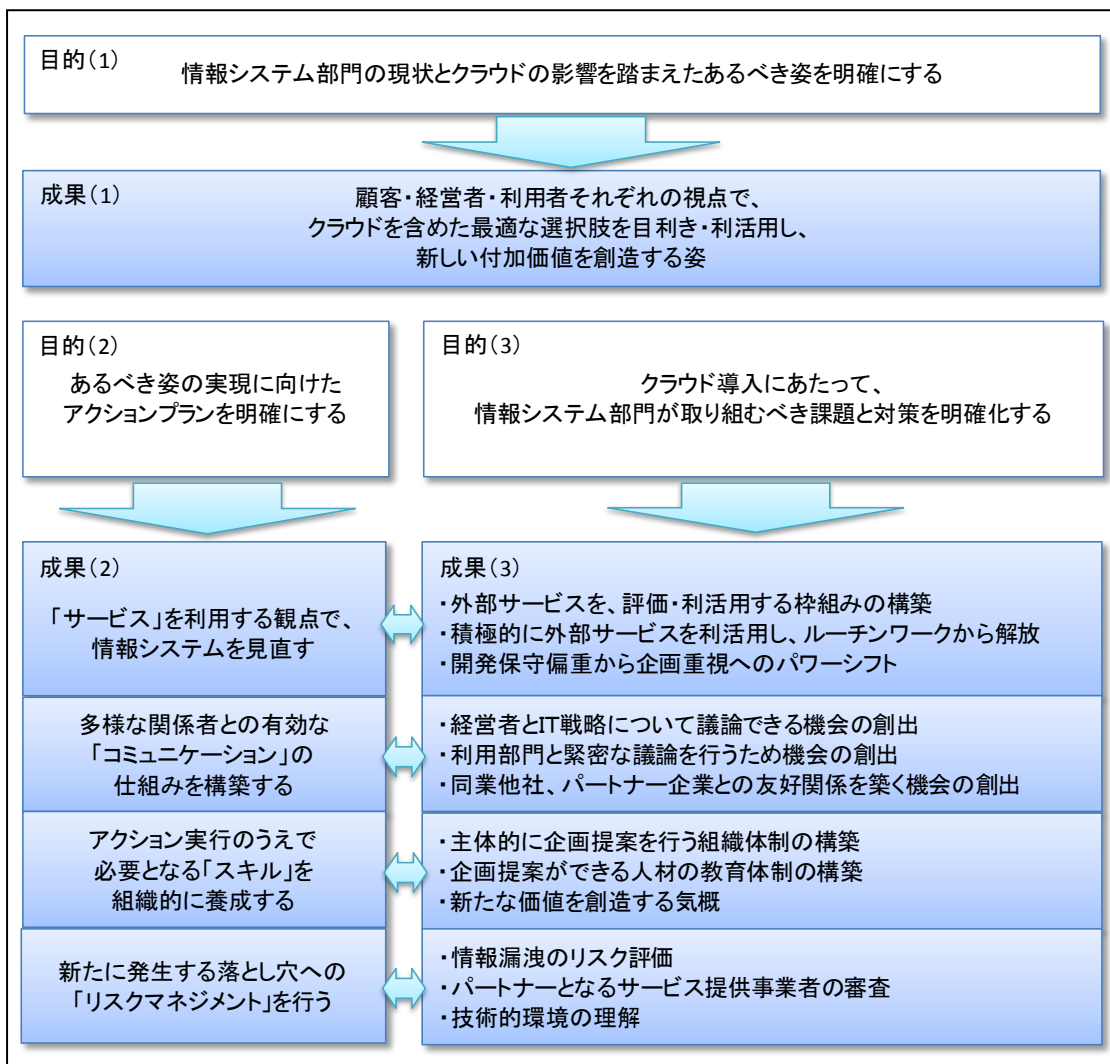 目的(1)
情報システム部門の現状とクラウドの影響を踏まえたあるべき姿を明確にする
成果(1)
顧客・経営者・利用者それぞれの視点で、
クラウドを含めた最適な選択肢を目利き・利活用し、
新しい付加価値を創造する姿
目的(2)
あるべき姿の実現に向けた
アクションプランを明確にする
目的(3)
クラウド導入にあたって、
情報システム部門が取り組むべき課題と対策を明確化する
成果(2)
「サービス」を利用する観点で、
情報システムを見直す
成果(3)
・外部サービスを、評価・利活用する枠組みの構築
・積極的に外部サービスを利活用し、ルーチンワークから解放
・開発保守偏重から企画重視へのパワーシフト
多様な関係者との有効な
「コミュニケーション」の
仕組みを構築する
・経営者とIT戦略について議論できる機会の創出
・利用部門と緊密な議論を行うため機会の創出
・同業他社、パートナー企業との友好関係を築く機会の創出
アクション実行のうえで
必要となる「スキル」を
組織的に養成する
・主体的に企画提案を行う組織体制の構築
・企画提案ができる人材の教育体制の構築
・新たな価値を創造する気概
新たに発生する落とし穴への
「リスクマネジメント」を行う
・情報漏洩のリスク評価
・パートナーとなるサービス提供事業者の審査
・技術的環境の理解